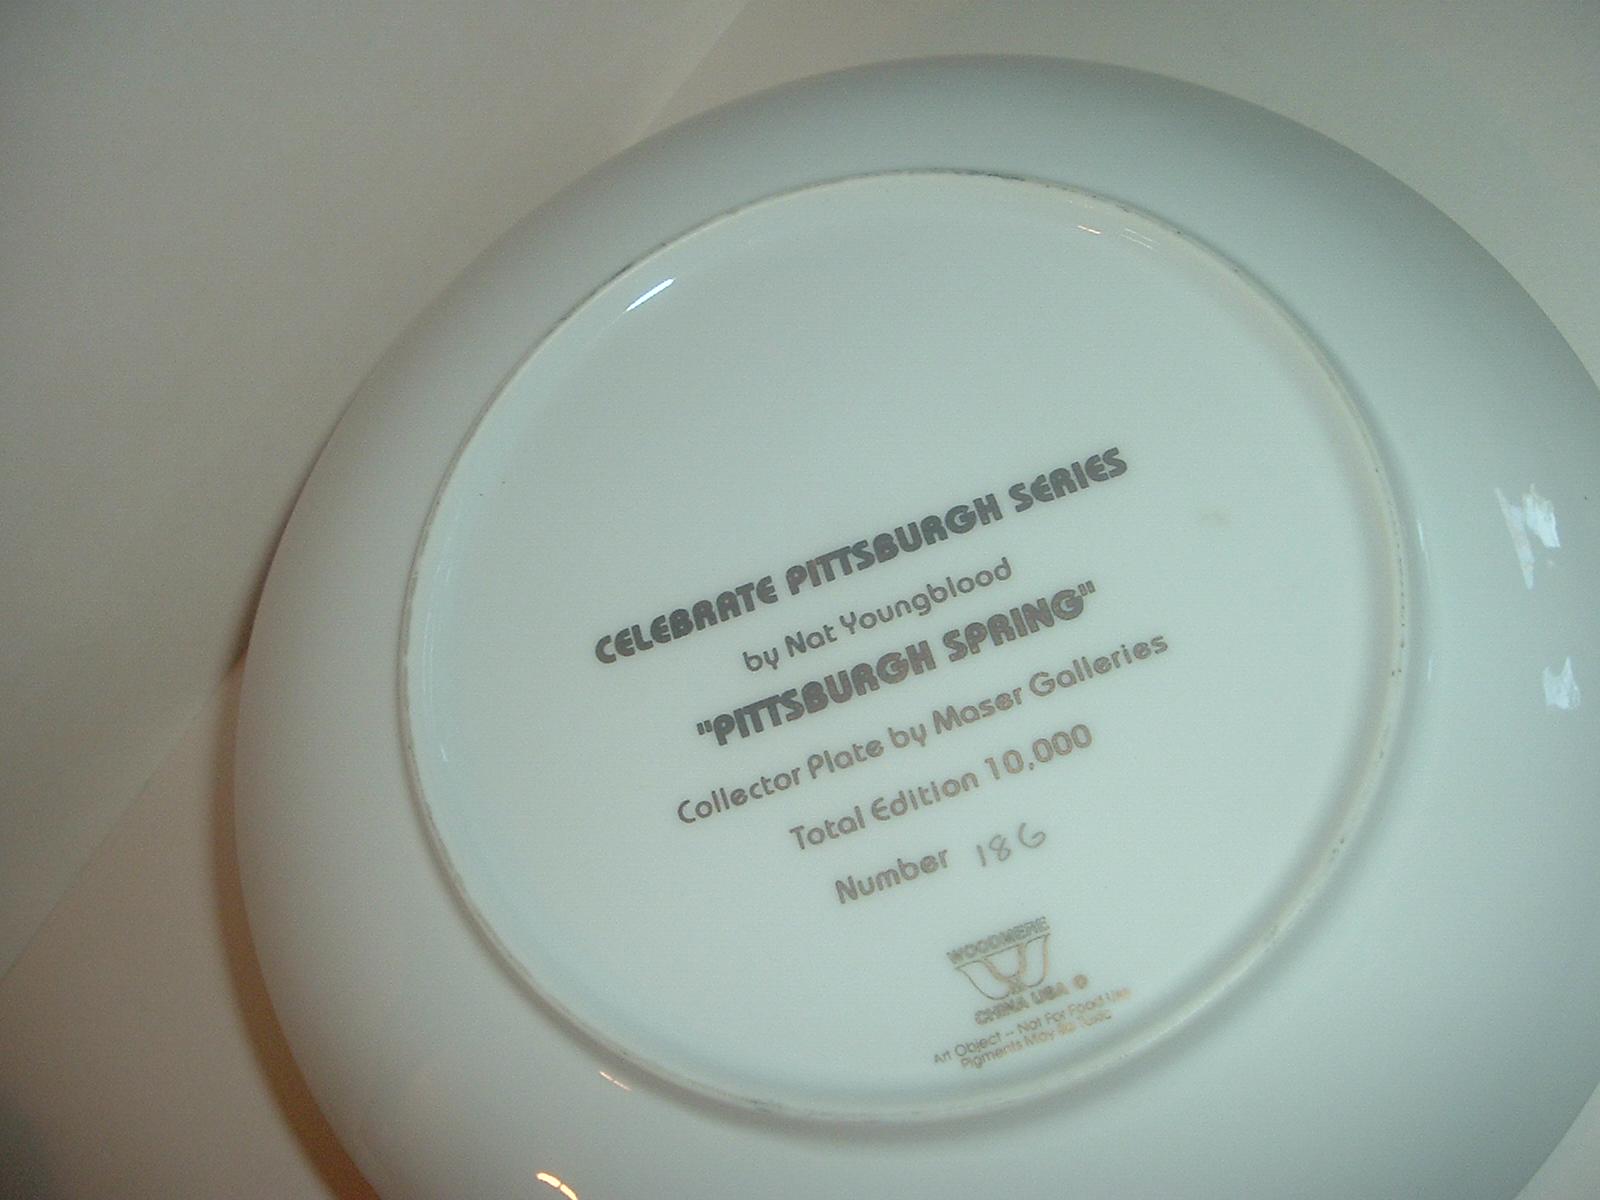 CELEBRATE PITTSBURGH SERIES
by Nat Youngblood
"PITTSBURGH SPRING"
Collector Plate by Maser Galleries
Total Edition 10,000
Number 186
WOODMERE
CHINA USA ©
Art Object -- Not For Food Use
Pigments May Be Toxic